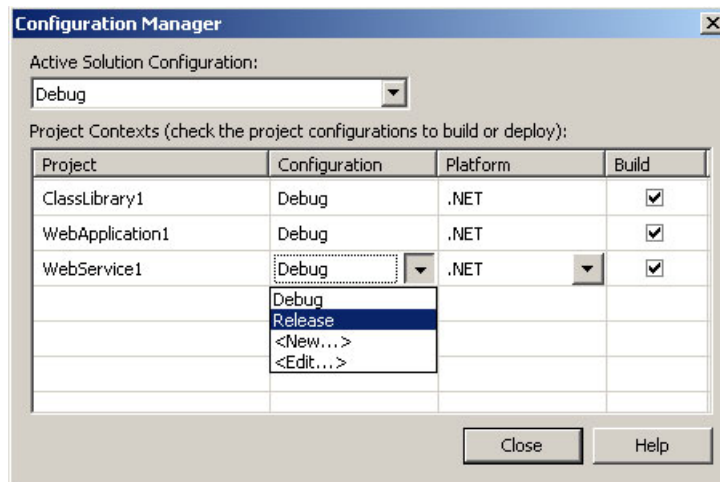 Configuration Manager
Active Solution Configuration:
Debug
Project Contexts (check the project configurations to build or deploy):
Project Configuration Platform Build
ClassLibrary1 Debug .NET
WebApplication1 Debug .NET
WebService1 Debug .NET
Debug
Release
<New...>
<Edit...>
Close Help